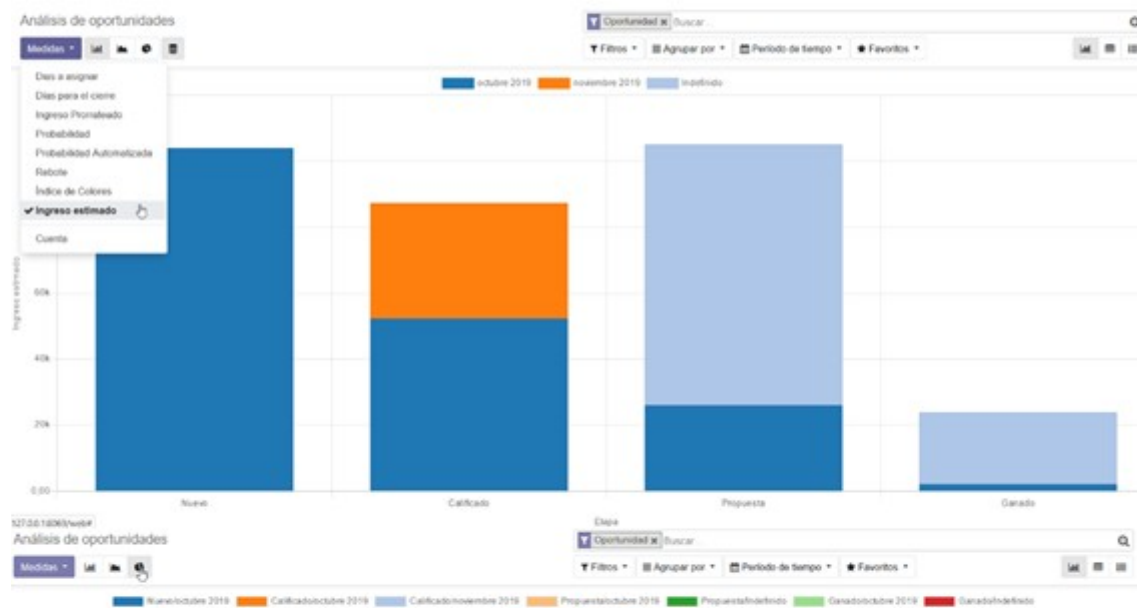 Análisis de oportunidades
Oportunidad x Buscar...
Medidas
Filtros Agrupar por Período de tiempo Favoritos
octubre 2019 noviembre 2019 Indefinido
Días a asignar
Días para el cierre
Ingreso Prorrateado
Probabilidad
Probabilidad Automatizada
Rebote
Índice de Colores
Ingreso estimado
Cuenta
Ingreso estimado
60k
40k
20k
0,00
Nuevo Calificado Propuesta Ganado
Etapa
Análisis de oportunidades
Oportunidad x Buscar...
Medidas
Filtros Agrupar por Período de tiempo Favoritos
Nuevo/octubre 2019 Calificado/octubre 2019 Calificado/noviembre 2019 Propuesta/octubre 2019 Propuesta/Indefinido Ganado/octubre 2019 Ganado/Indefinido